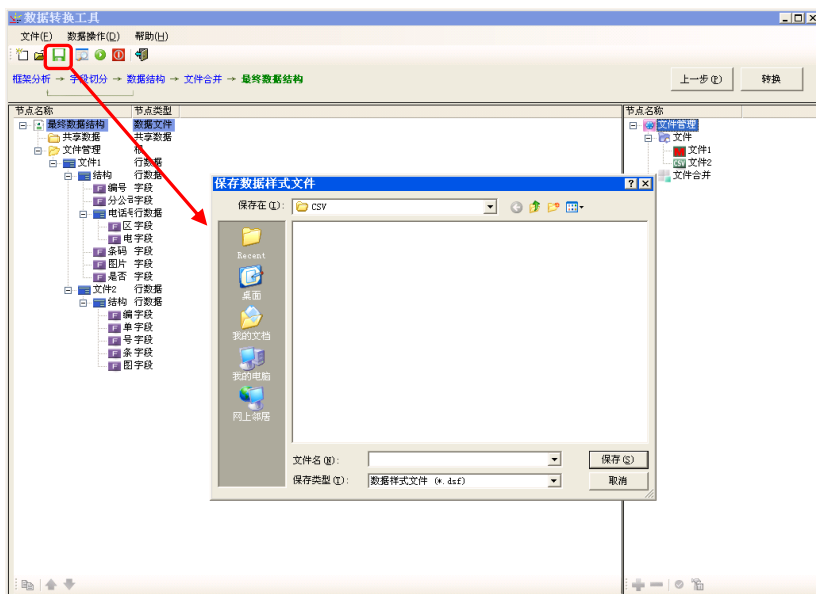 数据转换工具
文件(F) 数据操作(D) 帮助(H)
框架分析 → 字段切分 → 数据结构 → 文件合并 → 最终数据结构
上一步(P) 转换
节点名称 节点类型
最终数据结构 数据文件
共享数据 共享数据
文件管理 根
文件1 行数据
结构 行数据
编号 字段
分公司 字段
电话号 行数据
区 字段
电 字段
条码 字段
图片 字段
是否 字段
文件2 行数据
结构 行数据
编 字段
单 字段
号 字段
条 字段
图 字段
节点名称
文件管理
文件
文件1
CSV 文件2
文件合并
保存数据样式文件
保存在(I): CSV
Recent
桌面
我的文档
我的电脑
网上邻居
文件名(N): 保存(S)
保存类型(T): 数据样式文件 (*.dsf) 取消